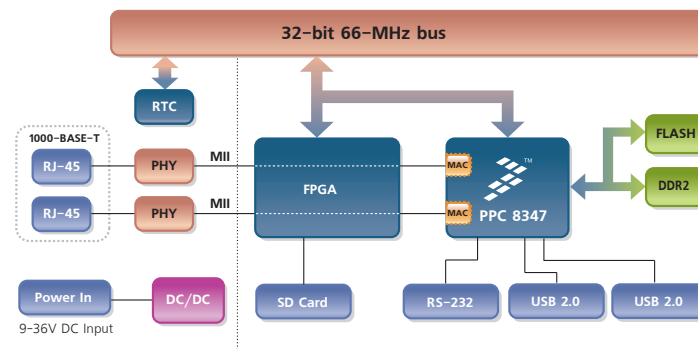 32-bit 66-MHz bus
RTC
1000-BASE-T
RJ-45
PHY
MII
RJ-45
PHY
MII
FPGA
MAC
MAC
TM
PPC 8347
FLASH
DDR2
Power In
DC/DC
9-36V DC Input
SD Card
RS-232
USB 2.0
USB 2.0